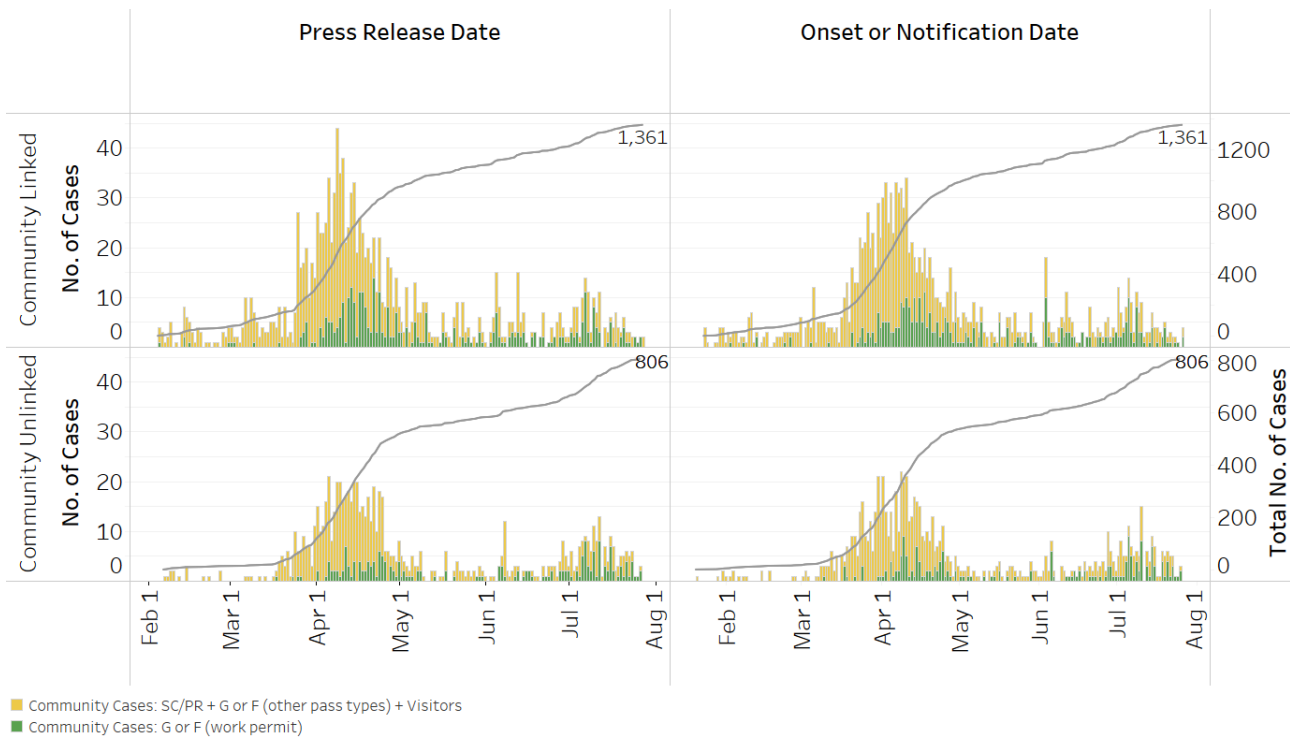 Press Release Date
Onset or Notification Date
Community Linked
No. of Cases
40
30
20
10
0
1,361
1,361
1200
800
400
0
Community Unlinked
No. of Cases
40
30
20
10
0
806
806
800
600
400
200
0
Total No. of Cases
Feb 1
Mar 1
Apr 1
May 1
Jun 1
Jul 1
Aug 1
Feb 1
Mar 1
Apr 1
May 1
Jun 1
Jul 1
Aug 1
Community Cases: SC/PR + G or F (other pass types) + Visitors
Community Cases: G or F (work permit)